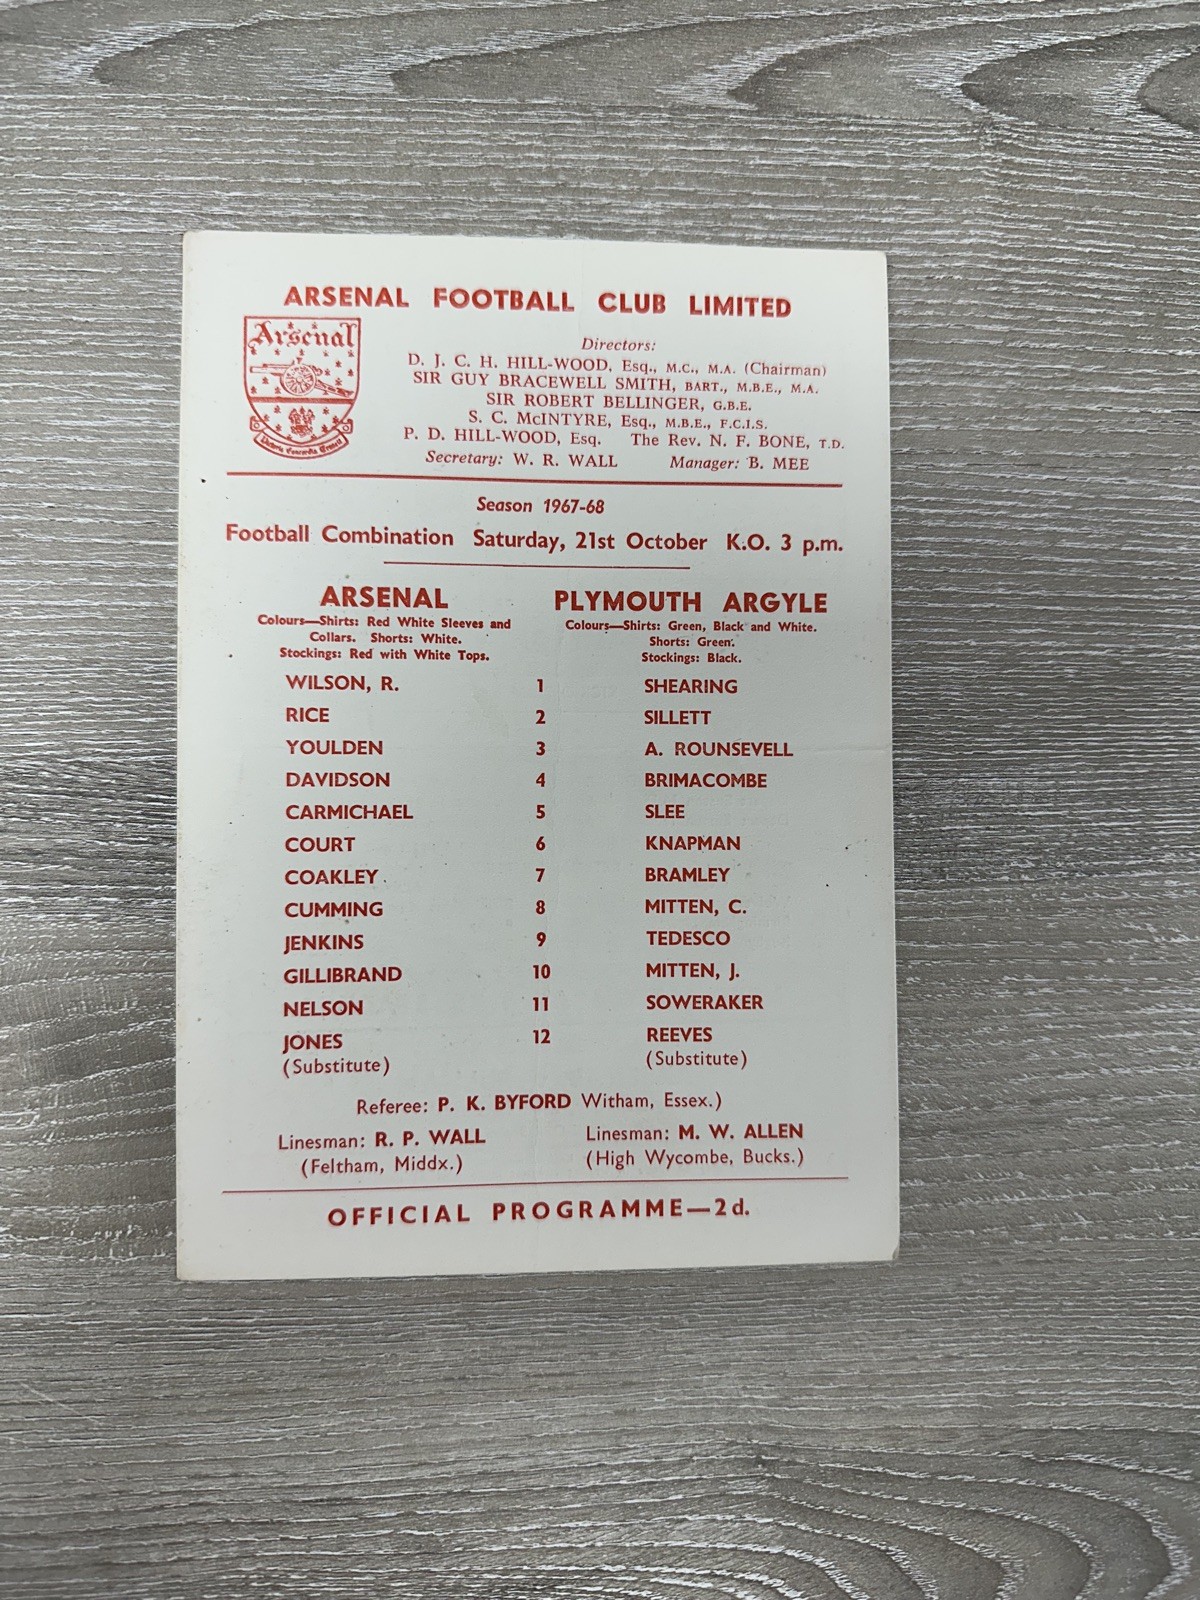 ARSENAL FOOTBALL CLUB LIMITED
Arsenal
Victoria Concordia Crescit
Directors:
D. J. C. H. HILL-WOOD, Esq., M.C., M.A. (Chairman)
SIR GUY BRACEWELL SMITH, BART., M.B.E., M.A.
SIR ROBERT BELLINGER, G.B.E.
S. C. McINTYRE, Esq., M.B.E., F.C.I.S.
P. D. HILL-WOOD, Esq. The Rev. N. F. BONE, T.D.
Secretary: W. R. WALL Manager: B. MEE
Season 1967-68
Football Combination Saturday, 21st October K.O. 3 p.m.
ARSENAL PLYMOUTH ARGYLE
Colours—Shirts: Red White Sleeves and Colours—Shirts: Green, Black and White.
Collars. Shorts: White. Shorts: Green.
Stockings: Red with White Tops. Stockings: Black.
WILSON, R. 1 SHEARING
RICE 2 SILLETT
YOULDEN 3 A. ROUNSEVELL
DAVIDSON 4 BRIMACOMBE
CARMICHAEL 5 SLEE
COURT 6 KNAPMAN
COAKLEY 7 BRAMLEY
CUMMING 8 MITTEN, C.
JENKINS 9 TEDESCO
GILLIBRAND 10 MITTEN, J.
NELSON 11 SOWERAKER
JONES 12 REEVES
(Substitute) (Substitute)
Referee: P. K. BYFORD Witham, Essex.)
Linesman: R. P. WALL Linesman: M. W. ALLEN
(Feltham, Middx.) (High Wycombe, Bucks.)
OFFICIAL PROGRAMME—2d.